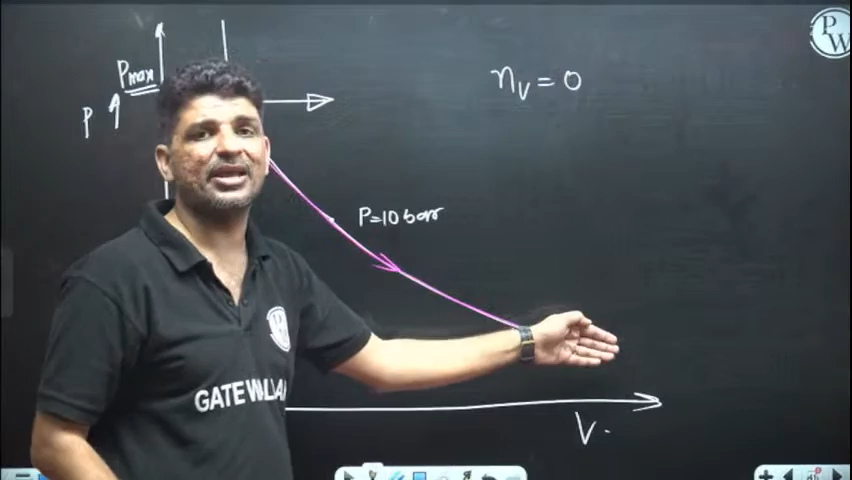 Pmax
P
ηv = 0
P=10 bar
V
GATE WALLAH
PW